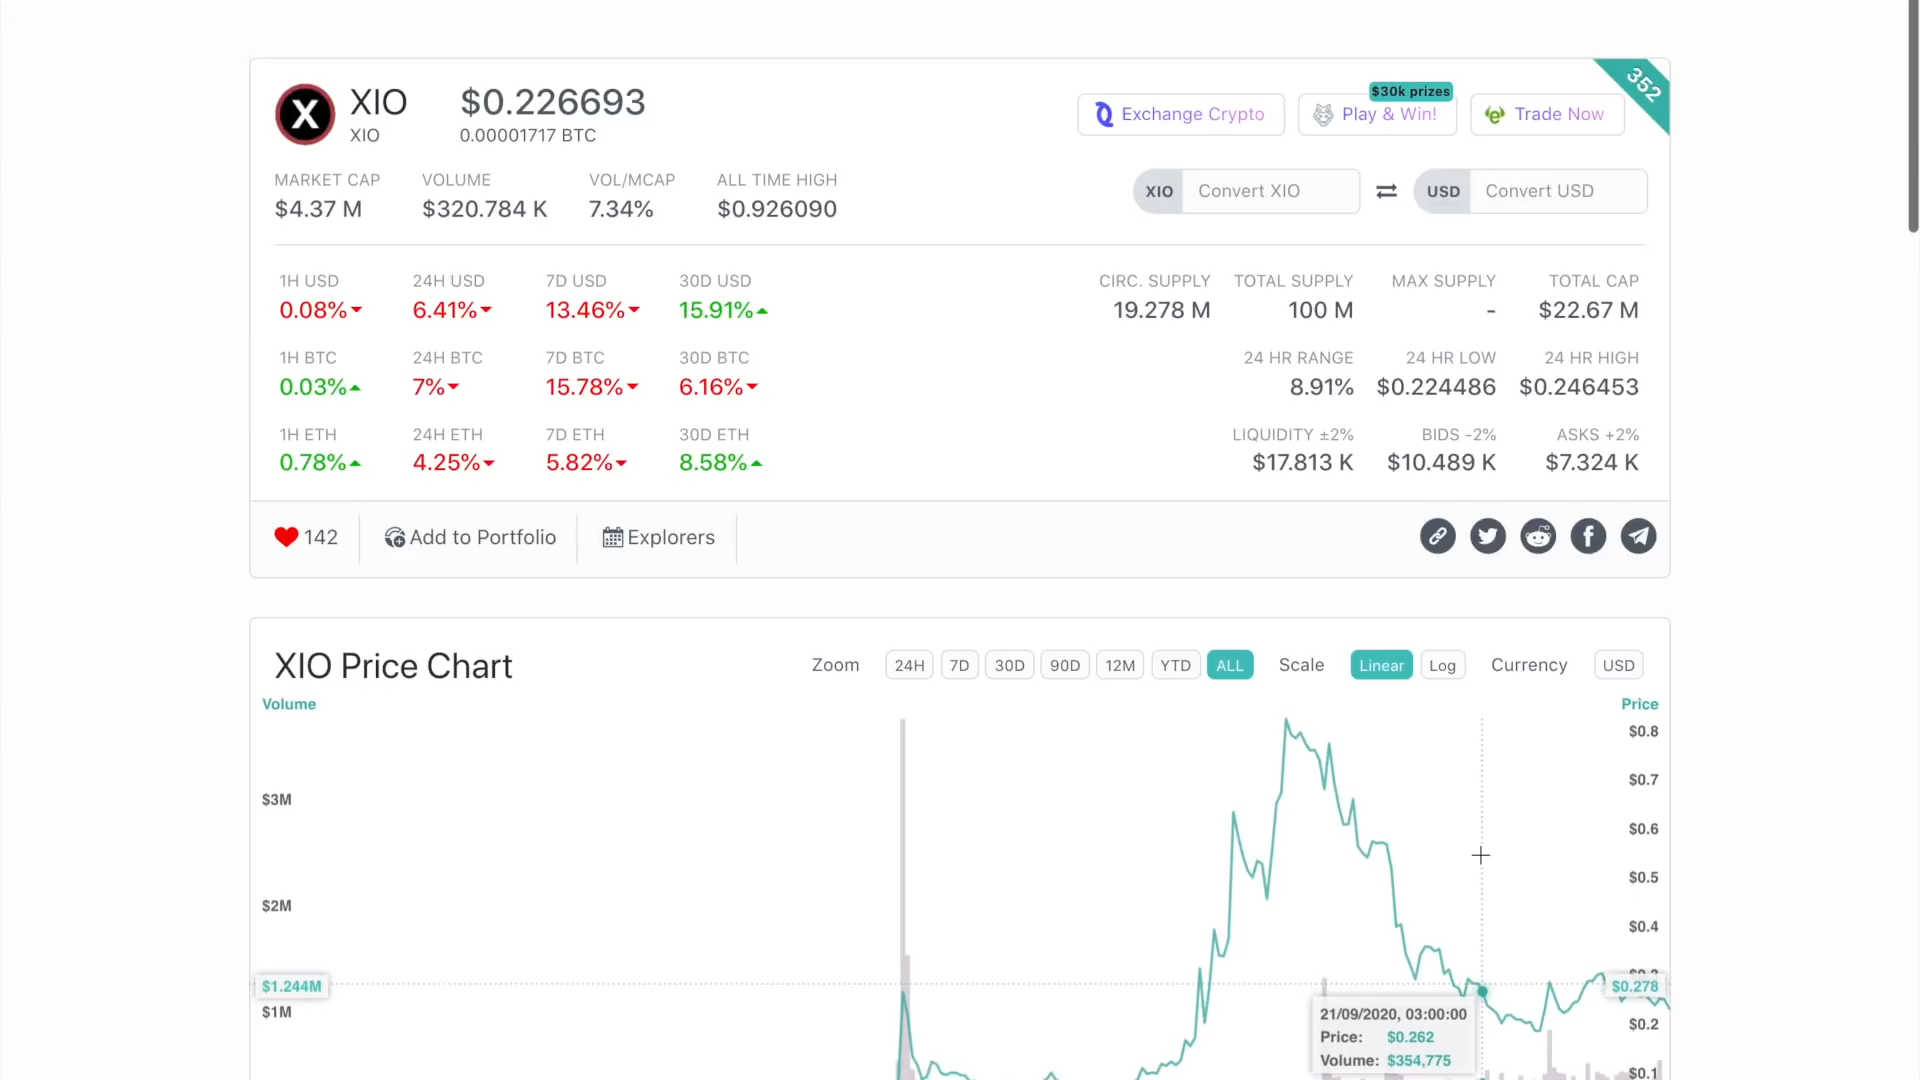 352
XIO
XIO
$0.226693
0.00001717 BTC
Exchange Crypto
$30k prizes
Play & Win!
Trade Now
MARKET CAP
$4.37 M
VOLUME
$320.784 K
VOL/MCAP
7.34%
ALL TIME HIGH
$0.926090
XIO Convert XIO
USD Convert USD
1H USD 24H USD 7D USD 30D USD
0.08% 6.41% 13.46% 15.91%
1H BTC 24H BTC 7D BTC 30D BTC
0.03% 7% 15.78% 6.16%
1H ETH 24H ETH 7D ETH 30D ETH
0.78% 4.25% 5.82% 8.58%
CIRC. SUPPLY TOTAL SUPPLY MAX SUPPLY TOTAL CAP
19.278 M 100 M - $22.67 M
24 HR RANGE 24 HR LOW 24 HR HIGH
8.91% $0.224486 $0.246453
LIQUIDITY ±2% BIDS -2% ASKS +2%
$17.813 K $10.489 K $7.324 K
142 Add to Portfolio Explorers
XIO Price Chart
Zoom 24H 7D 30D 90D 12M YTD ALL Scale Linear Log Currency USD
Volume
Price
$3M
$2M
$1.244M
$1M
$0.8
$0.7
$0.6
$0.5
$0.4
$0.278
$0.2
$0.1
21/09/2020, 03:00:00
Price: $0.262
Volume: $354,775